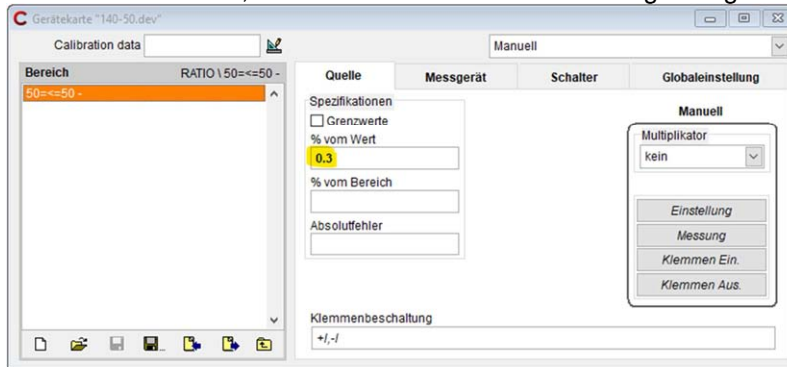 Gerätekarte "140-50.dev"
Calibration data
Manuell
Bereich RATIO \ 50=<=50 -
50=<=50 -
Quelle Messgerät Schalter Globaleinstellung
Spezifikationen
Grenzwerte
% vom Wert
0.3
% vom Bereich
Absolutfehler
Manuell
Multiplikator
kein
Einstellung
Messung
Klemmen Ein.
Klemmen Aus.
Klemmenbeschaltung
+/,-/